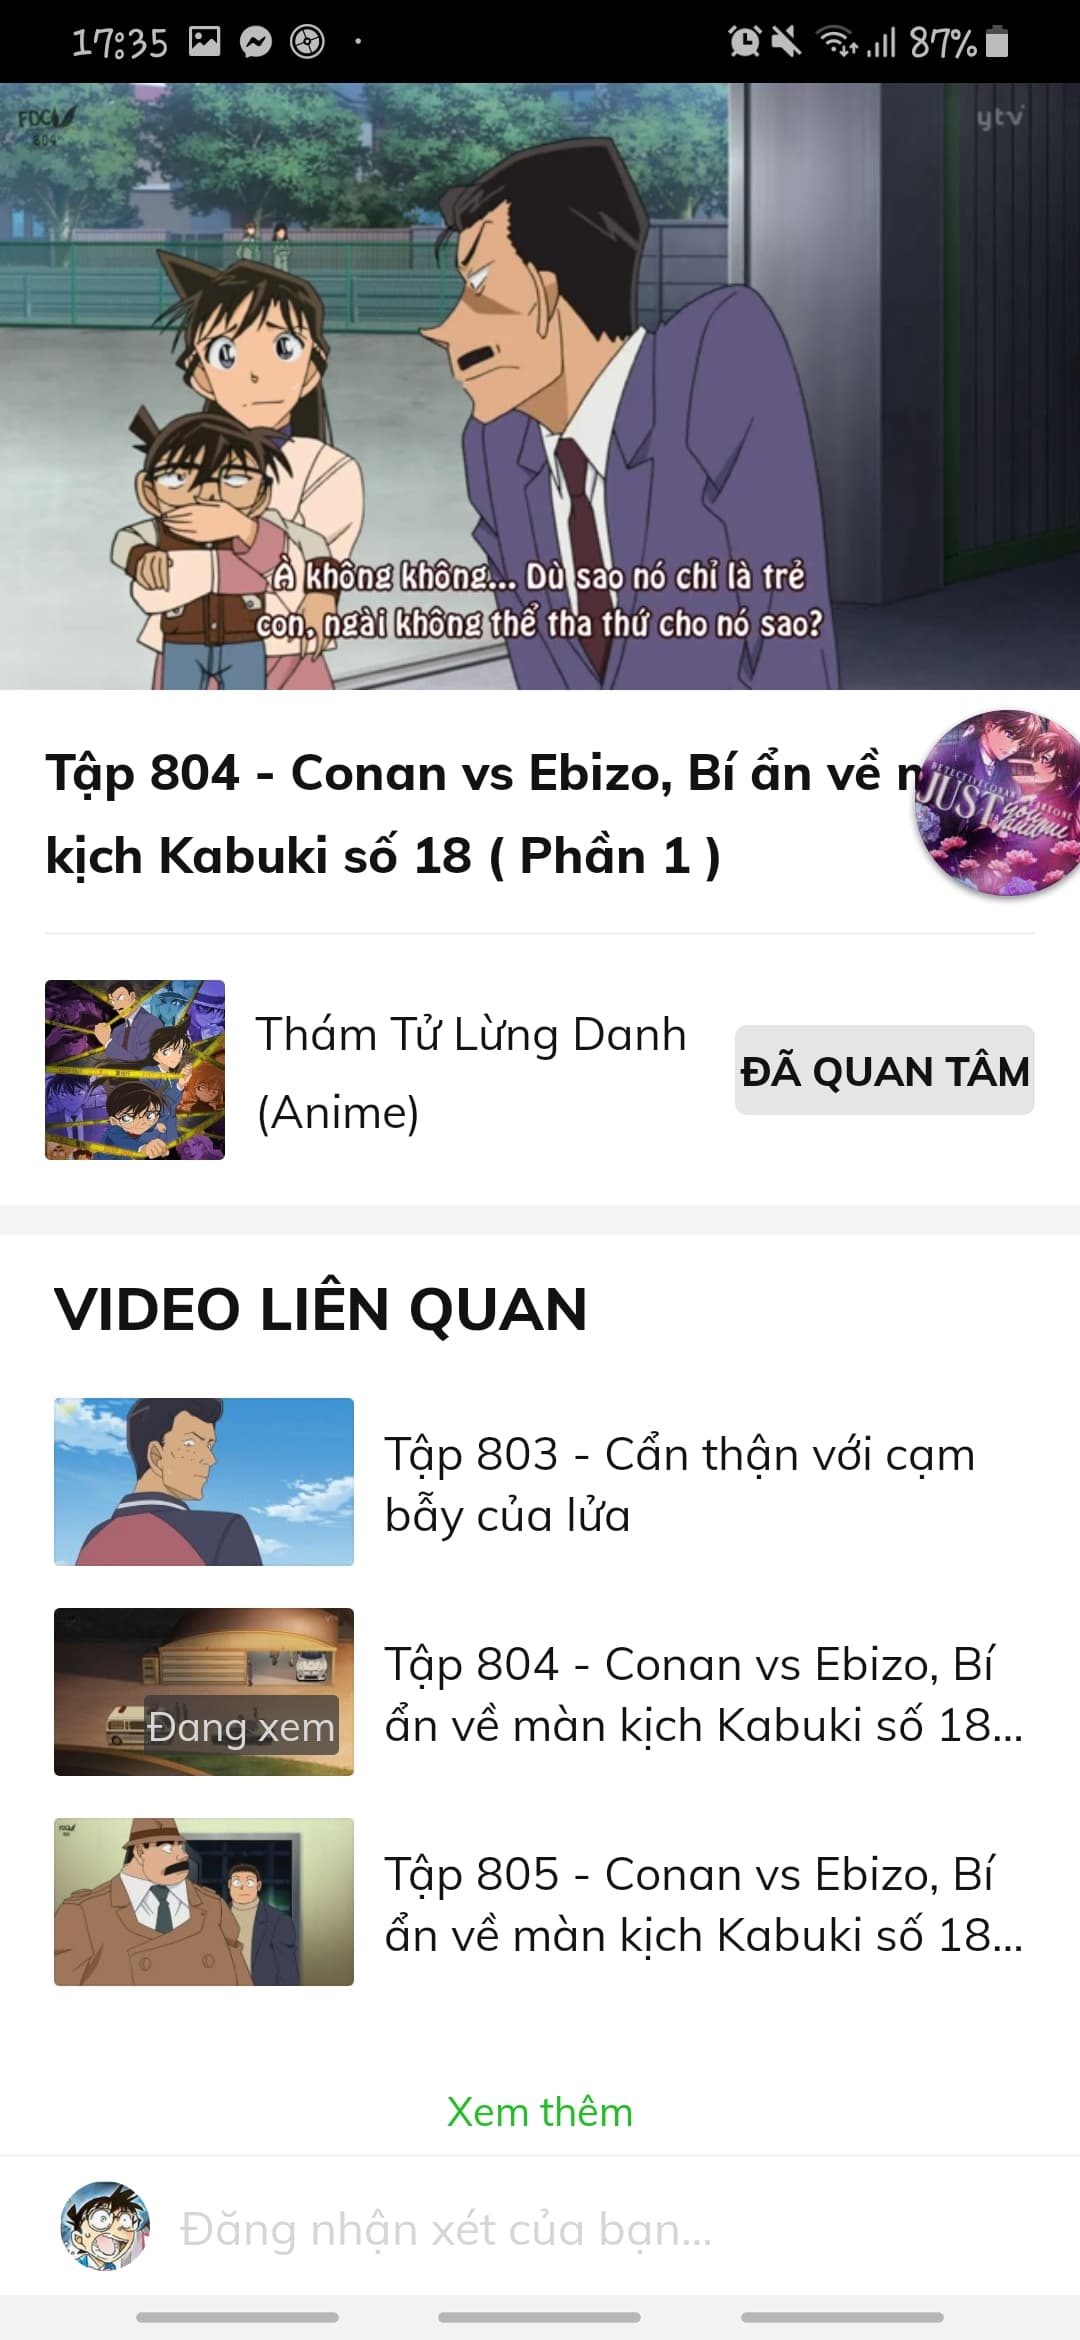 17:35
87%
FDC
804
ytv
À không không... Dù sao nó chỉ là trẻ
con, ngài không thể tha thứ cho nó sao?
Tập 804 - Conan vs Ebizo, Bí ẩn về
kịch Kabuki số 18 ( Phần 1 )
JUST
Thám Tử Lừng Danh
(Anime)
ĐÃ QUAN TÂM
VIDEO LIÊN QUAN
Tập 803 - Cẩn thận với cạm
bẫy của lửa
Đang xem
Tập 804 - Conan vs Ebizo, Bí
ẩn về màn kịch Kabuki số 18...
Tập 805 - Conan vs Ebizo, Bí
ẩn về màn kịch Kabuki số 18...
Xem thêm
Đăng nhận xét của bạn...